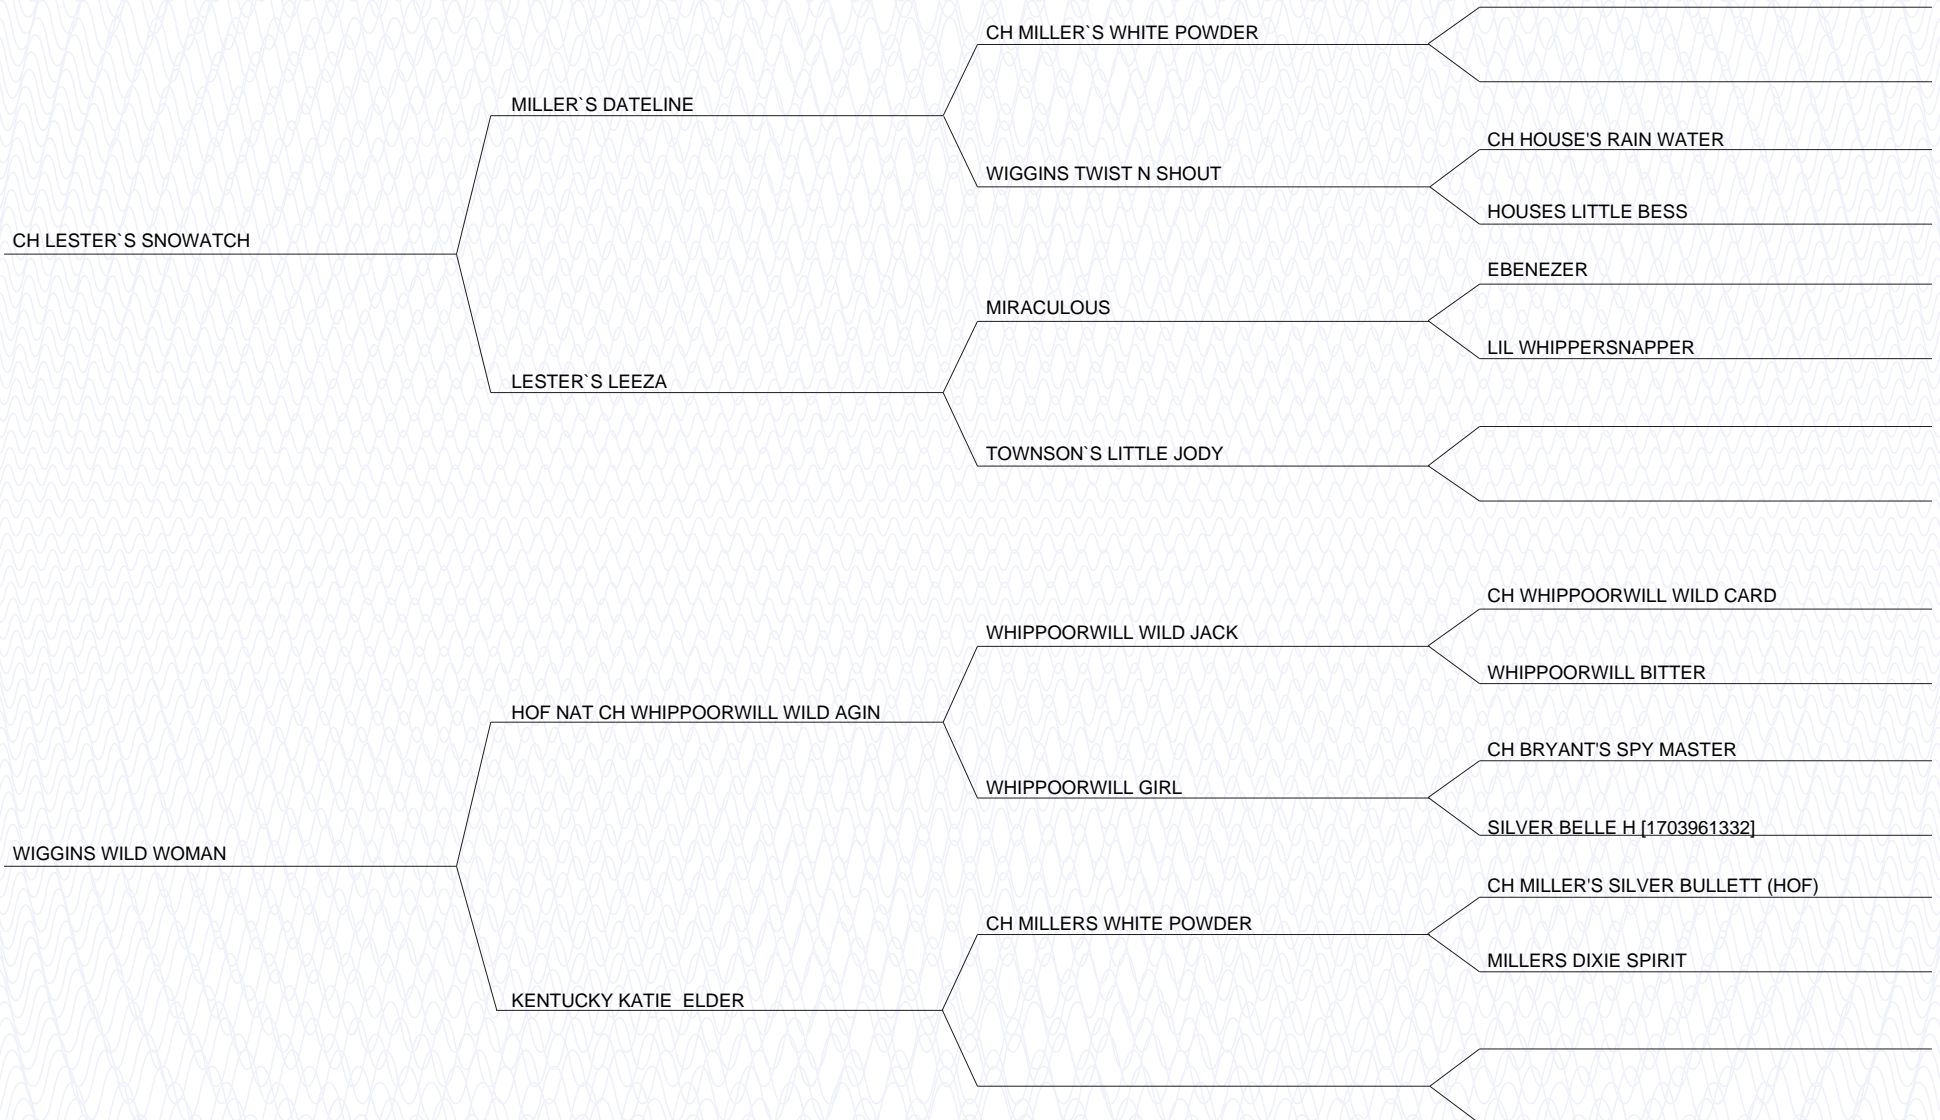 CH MILLER`S WHITE POWDER
MILLER`S DATELINE
CH HOUSE'S RAIN WATER
WIGGINS TWIST N SHOUT
HOUSES LITTLE BESS
CH LESTER`S SNOWATCH
EBENEZER
MIRACULOUS
LIL WHIPPERSNAPPER
LESTER`S LEEZA
TOWNSON`S LITTLE JODY
CH WHIPPOORWILL WILD CARD
WHIPPOORWILL WILD JACK
WHIPPOORWILL BITTER
HOF NAT CH WHIPPOORWILL WILD AGIN
CH BRYANT'S SPY MASTER
WHIPPOORWILL GIRL
SILVER BELLE H [1703961332]
WIGGINS WILD WOMAN
CH MILLER'S SILVER BULLETT (HOF)
CH MILLERS WHITE POWDER
MILLERS DIXIE SPIRIT
KENTUCKY KATIE  ELDER